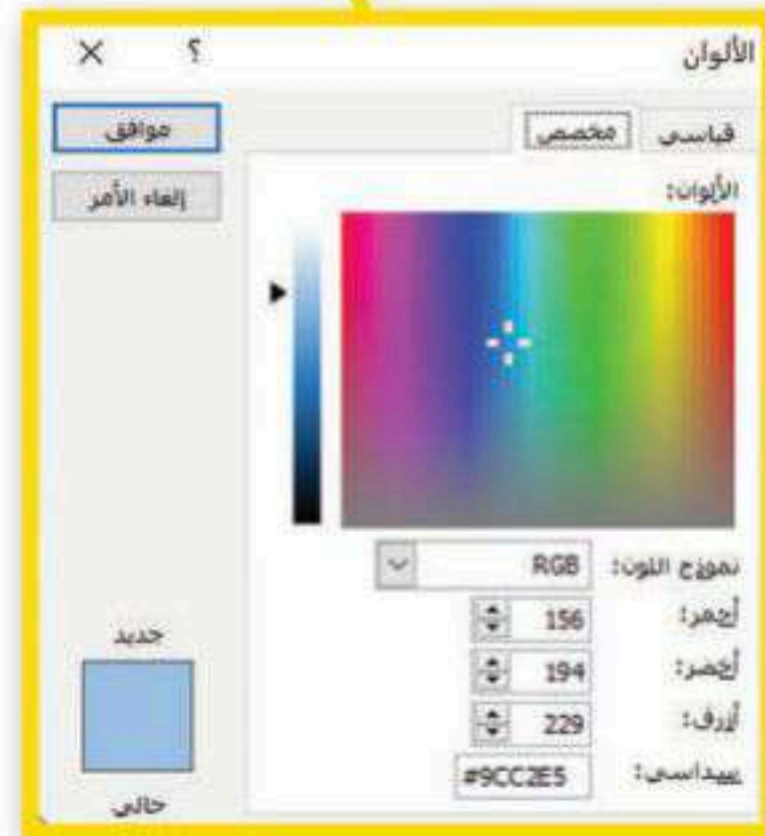 الألوان ؟ ×
قياسي مخصص
موافق
إلغاء الأمر
الألوان:
نموذج اللون: RGB
أحمر: 156
أخضر: 194
أزرق: 229
سداسي: #9CC2E5
جديد
حالي